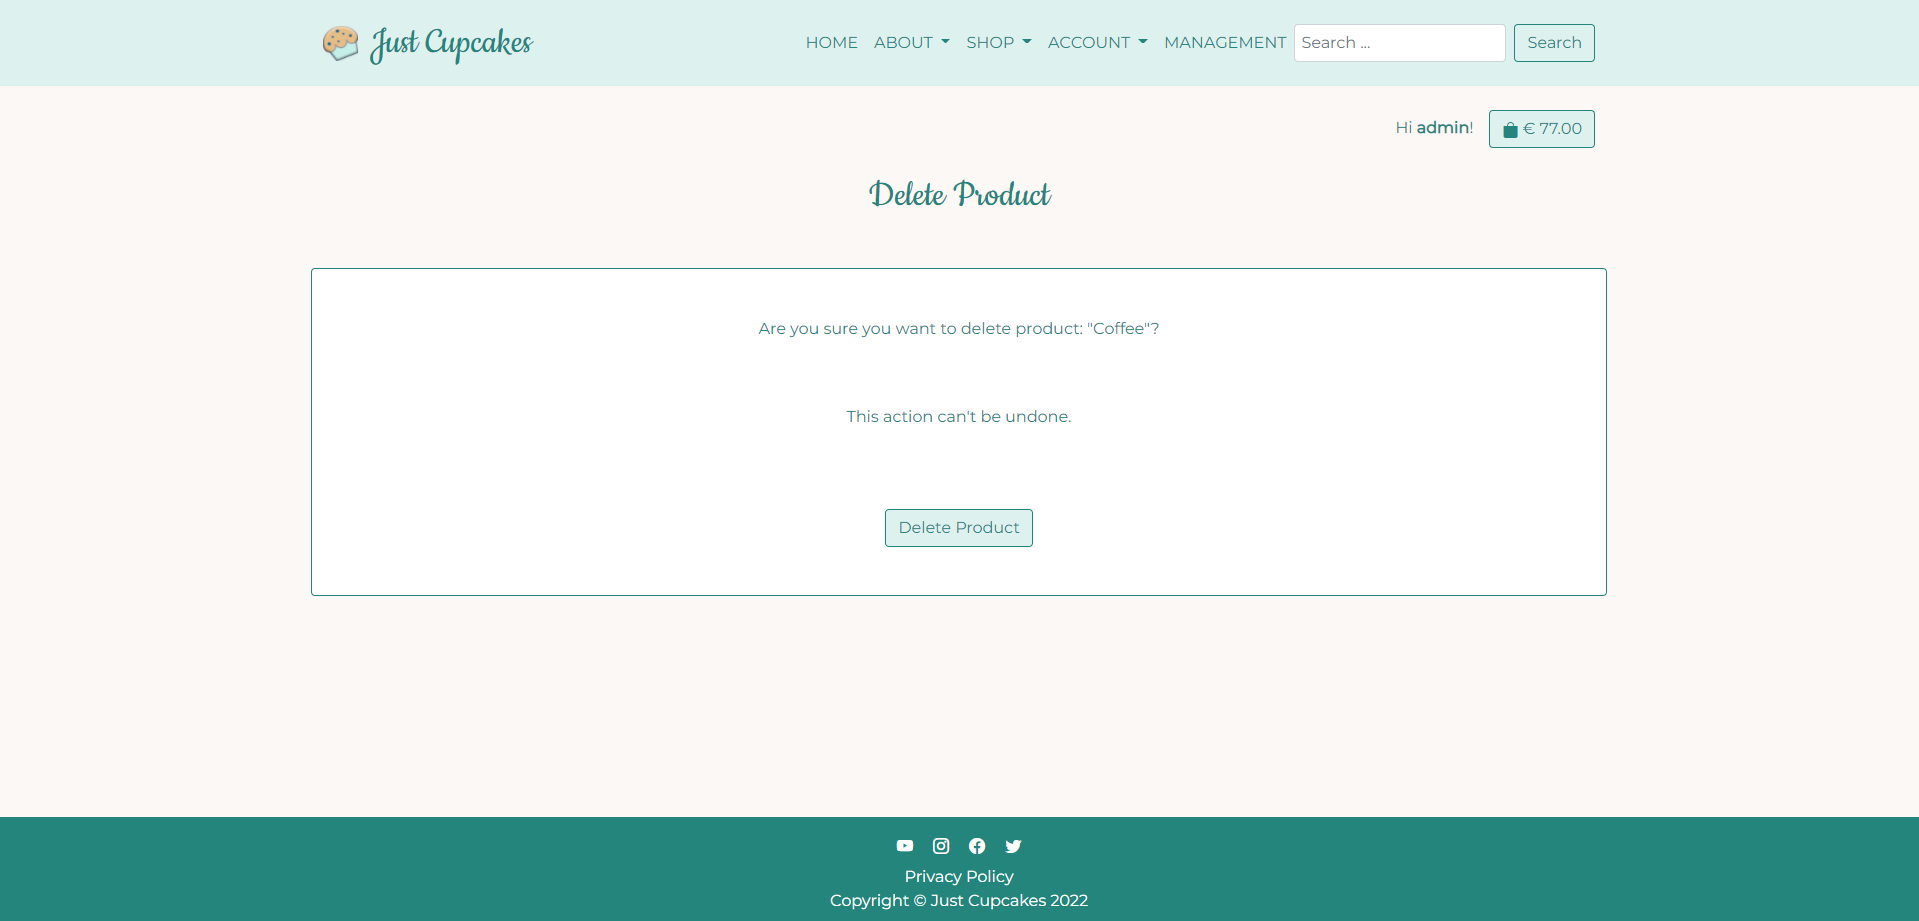 Just Cupcakes
HOME ABOUT SHOP ACCOUNT MANAGEMENT Search ... Search
Hi admin! € 77.00
Delete Product
Are you sure you want to delete product: "Coffee"?
This action can't be undone.
Delete Product
Privacy Policy
Copyright © Just Cupcakes 2022